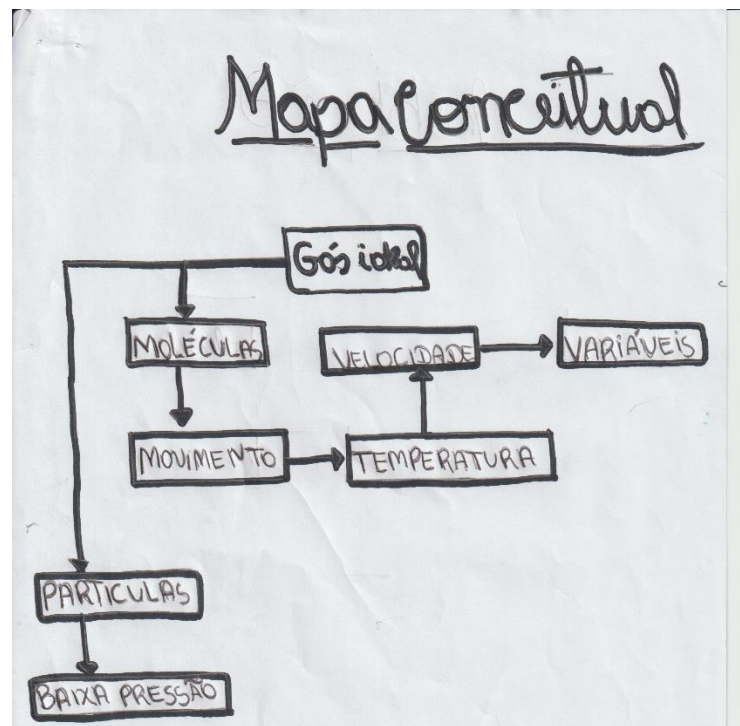 Mapa Conceitual
Gás ideal
MOLÉCULAS
VELOCIDADE
VARIÁVEIS
MOVIMENTO
TEMPERATURA
PARTICULAS
BAIXA PRESSÃO